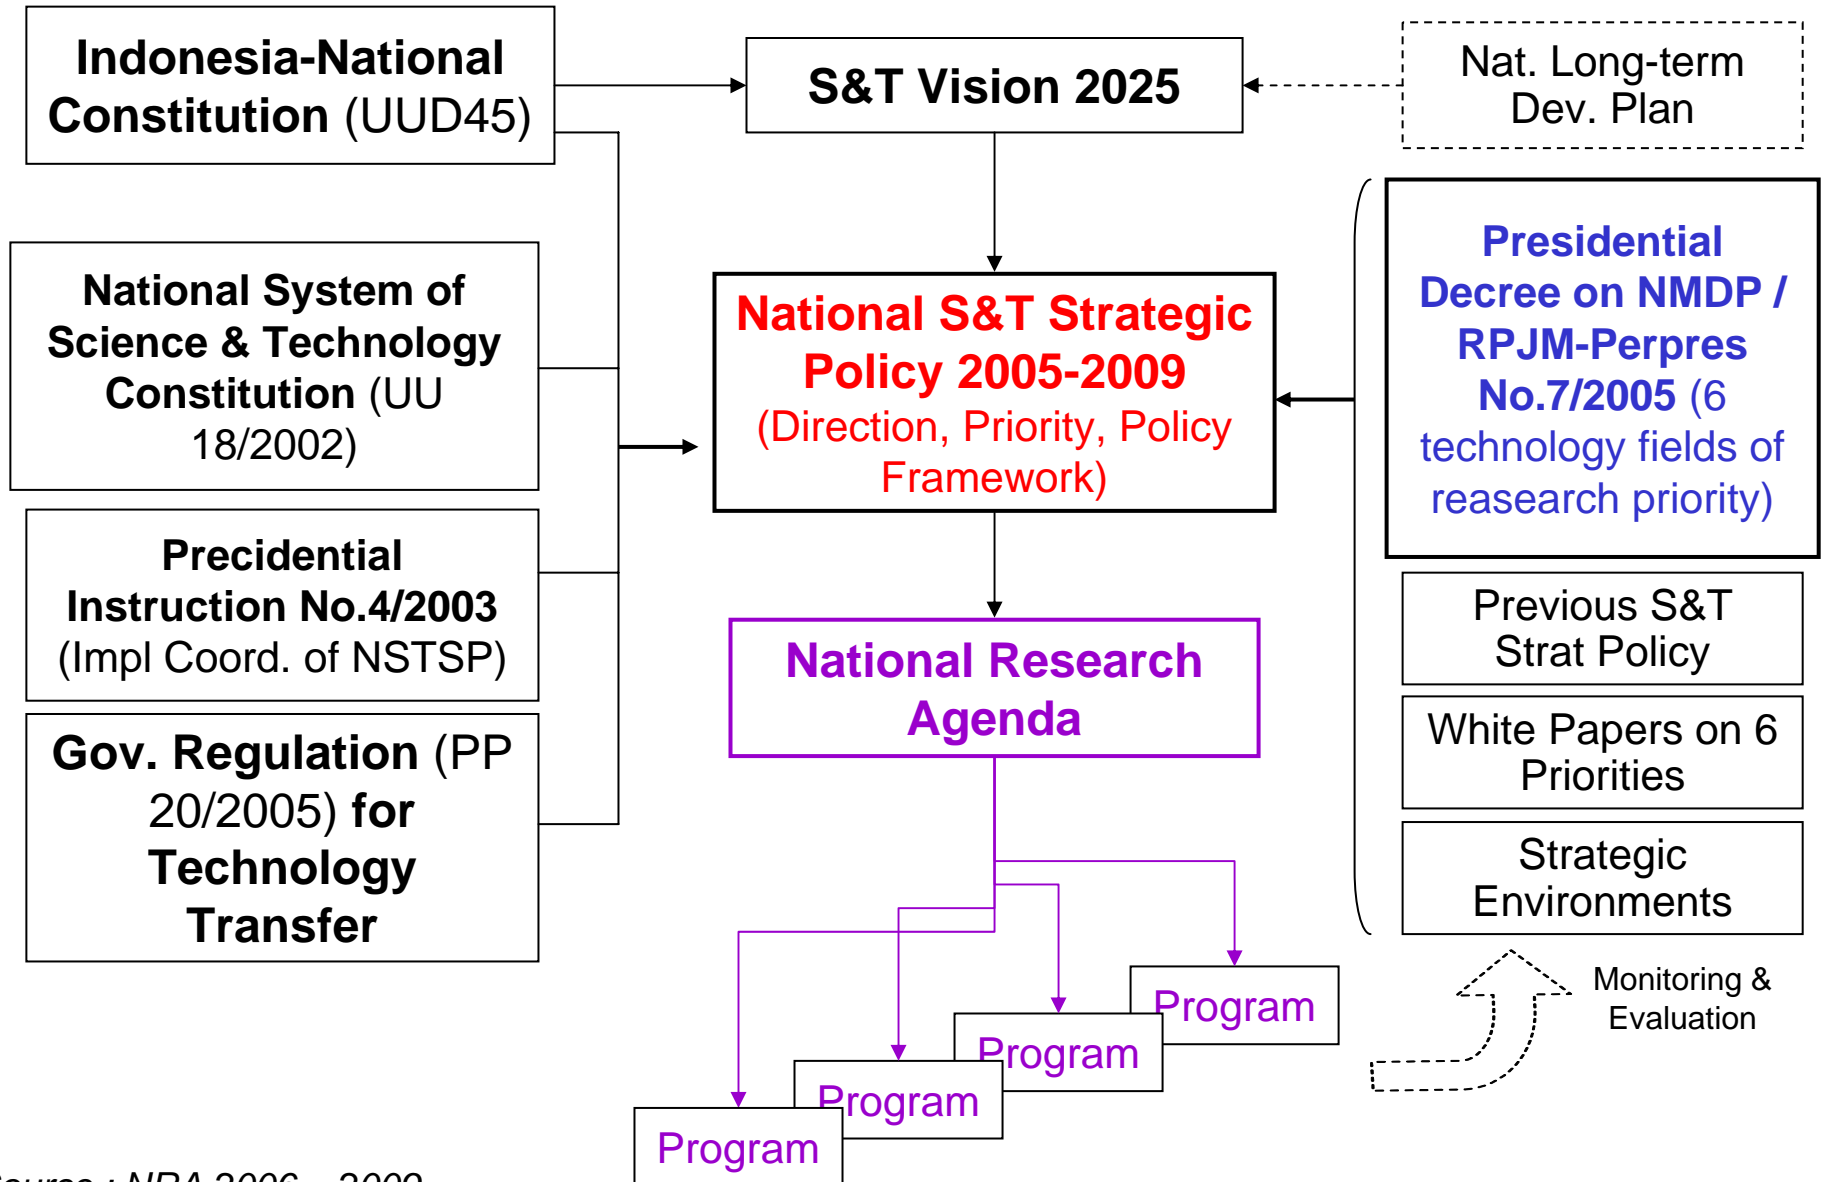 Indonesia-National
Constitution (UUD45)
S&T Vision 2025
Nat. Long-term
Dev. Plan
National System of
Science & Technology
Constitution (UU
18/2002)
Precidential
Instruction No.4/2003
(Impl Coord. of NSTSP)
Gov. Regulation (PP
20/2005) for
Technology
Transfer
National S&T Strategic
Policy 2005-2009
(Direction, Priority, Policy
Framework)
National Research
Agenda
Program
Program
Program
Program
Presidential
Decree on NMDP /
RPJM-Perpres
No.7/2005 (6
technology fields of
reasearch priority)
Previous S&T
Strat Policy
White Papers on 6
Priorities
Strategic
Environments
Monitoring &
Evaluation
: NRA 2006 – 2009